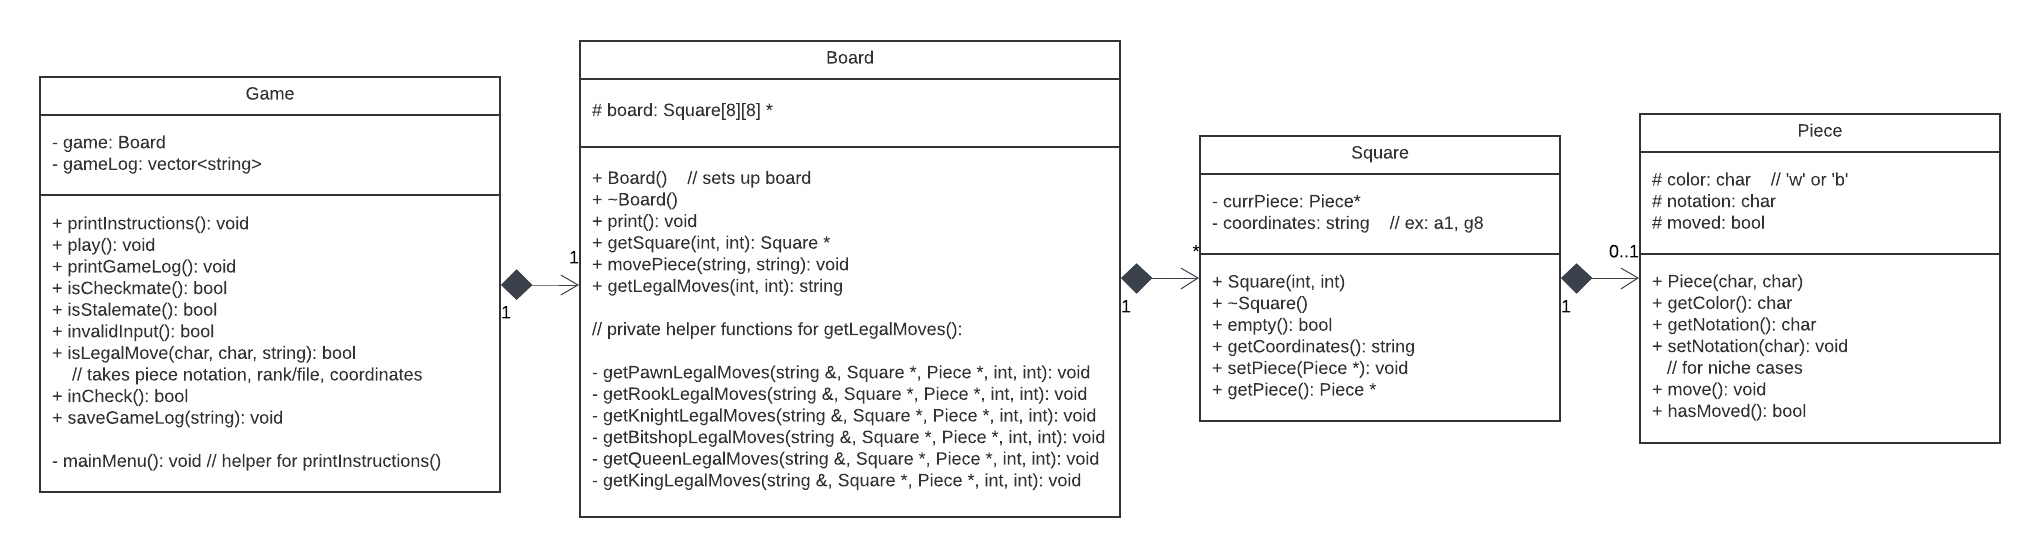 Game
- game: Board
- gameLog: vector<string>
+ printInstructions(): void
+ play(): void
+ printGameLog(): void
+ isCheckmate(): bool
+ isStalemate(): bool
+ invalidInput(): bool
+ isLegalMove(char, char, string): bool
// takes piece notation, rank/file, coordinates
+ inCheck(): bool
+ saveGameLog(string): void
- mainMenu(): void // helper for printInstructions()
1
1
Board
# board: Square[8][8] *
+ Board() // sets up board
+ ~Board()
+ print(): void
+ getSquare(int, int): Square *
+ movePiece(string, string): void
+ getLegalMoves(int, int): string
// private helper functions for getLegalMoves():
- getPawnLegalMoves(string &, Square *, Piece *, int, int): void
- getRookLegalMoves(string &, Square *, Piece *, int, int): void
- getKnightLegalMoves(string &, Square *, Piece *, int, int): void
- getBitshopLegalMoves(string &, Square *, Piece *, int, int): void
- getQueenLegalMoves(string &, Square *, Piece *, int, int): void
- getKingLegalMoves(string &, Square *, Piece *, int, int): void
*
1
Square
- currPiece: Piece*
- coordinates: string // ex: a1, g8
+ Square(int, int)
+ ~Square()
+ empty(): bool
+ getCoordinates(): string
+ setPiece(Piece *): void
+ getPiece(): Piece *
0..1
1
Piece
# color: char // 'w' or 'b'
# notation: char
# moved: bool
+ Piece(char, char)
+ getColor(): char
+ getNotation(): char
+ setNotation(char): void
// for niche cases
+ move(): void
+ hasMoved(): bool